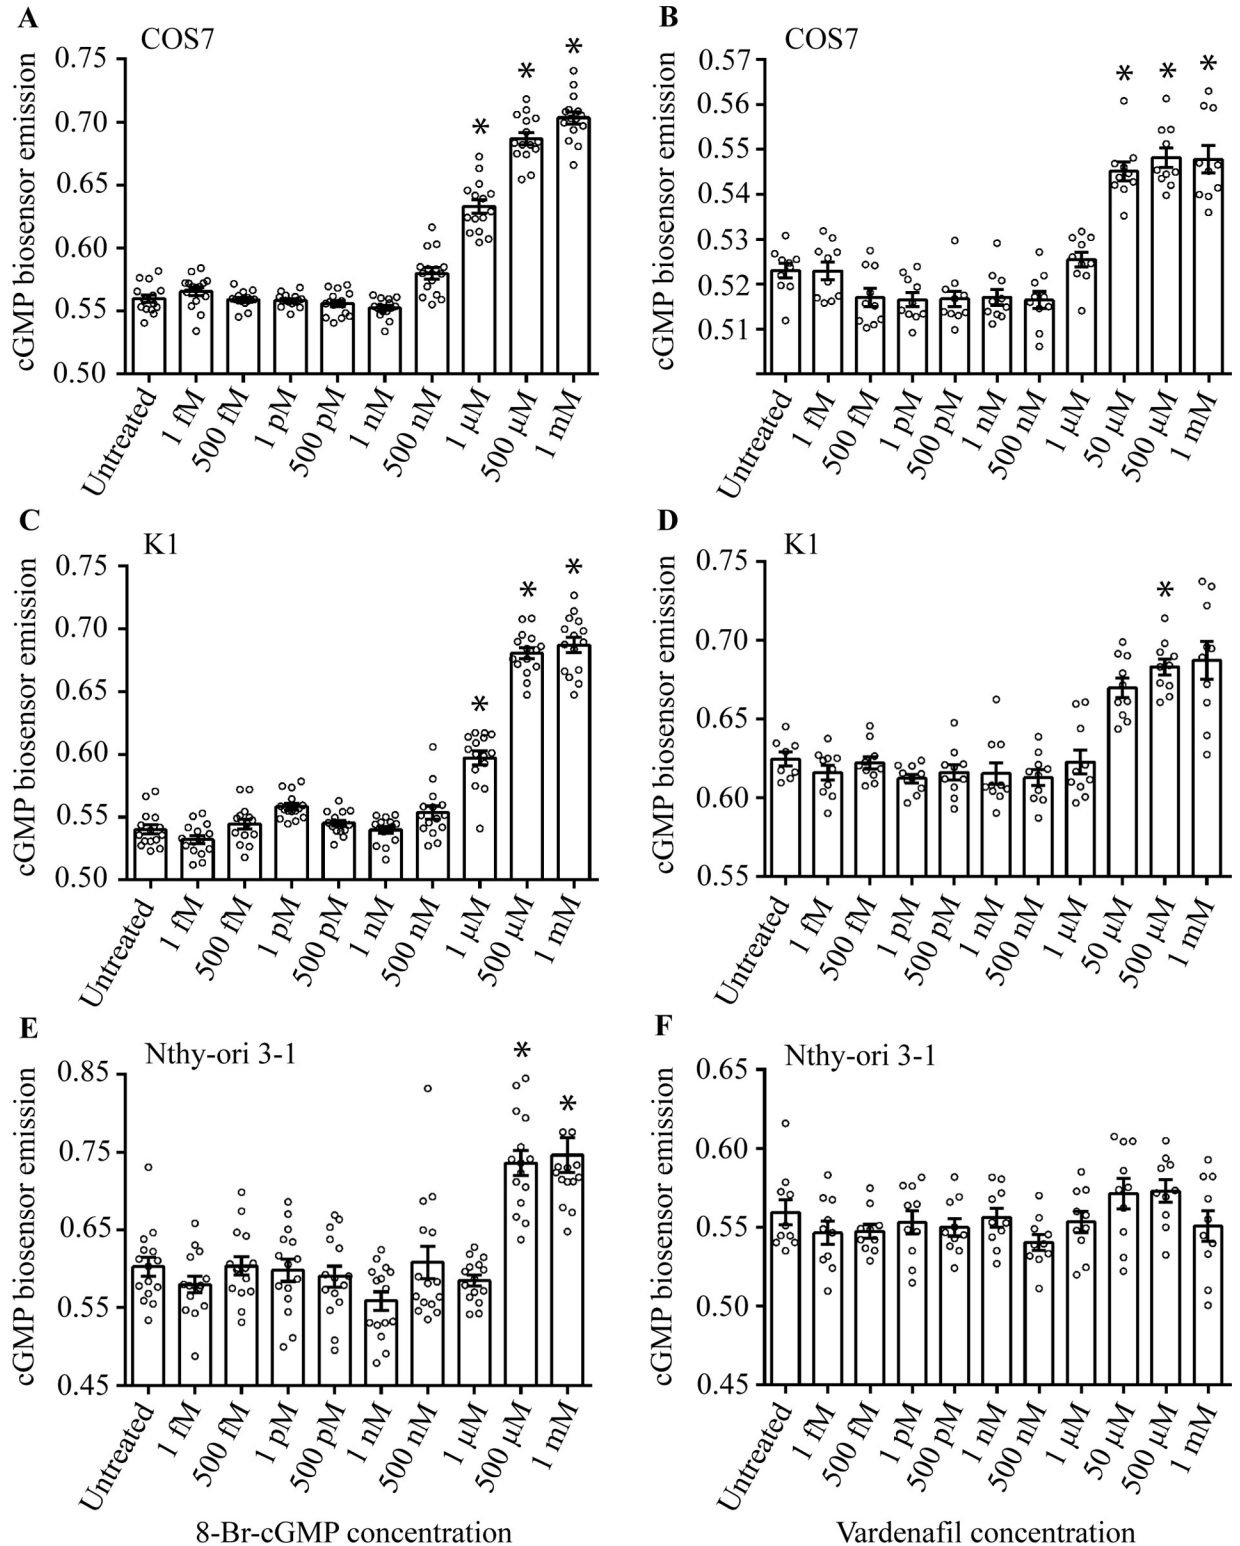 A
COS7
cGMP biosensor emission
0.75
0.70
0.65
0.60
0.55
0.50
* * *
Untreated
1 fM
500 fM
1 pM
500 pM
1 nM
500 nM
1 µM
500 µM
1 mM
B
COS7
cGMP biosensor emission
0.57
0.56
0.55
0.54
0.53
0.52
0.51
* * *
Untreated
1 fM
500 fM
1 pM
500 pM
1 nM
500 nM
1 µM
50 µM
500 µM
1 mM
C
K1
cGMP biosensor emission
0.75
0.70
0.65
0.60
0.55
0.50
* * *
Untreated
1 fM
500 fM
1 pM
500 pM
1 nM
500 nM
1 µM
500 µM
1 mM
D
K1
cGMP biosensor emission
0.75
0.70
0.65
0.60
0.55
*
Untreated
1 fM
500 fM
1 pM
500 pM
1 nM
500 nM
1 µM
50 µM
500 µM
1 mM
E
Nthy-ori 3-1
cGMP biosensor emission
0.85
0.75
0.65
0.55
0.45
* *
Untreated
1 fM
500 fM
1 pM
500 pM
1 nM
500 nM
1 µM
500 µM
1 mM
8-Br-cGMP concentration
F
Nthy-ori 3-1
cGMP biosensor emission
0.65
0.60
0.55
0.50
0.45
Untreated
1 fM
500 fM
1 pM
500 pM
1 nM
500 nM
1 µM
50 µM
500 µM
1 mM
Vardenafil concentration